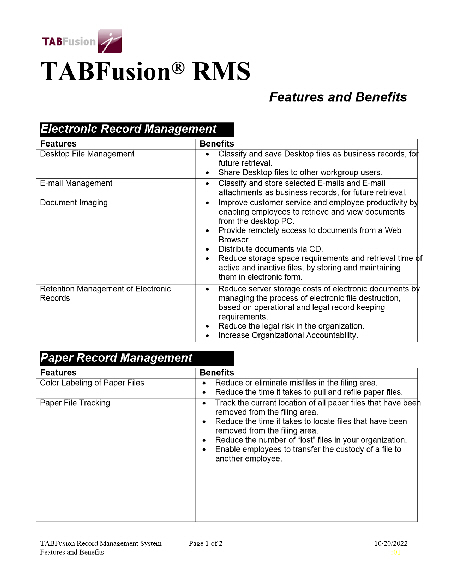 TABFusion
TABFusion® RMS
Features and Benefits
Electronic Record Management
Features Benefits
Desktop File Management
• Classify and save Desktop files as business records, for
future retrieval.
• Share Desktop files to other workgroup users.
E-mail Management
• Classify and store selected E-mails and E-mail
attachments as business records, for future retrieval.
Document Imaging
• Improve customer service and employee productivity by
enabling employees to retrieve and view documents
from the desktop PC.
• Provide remotely access to documents from a Web
Browser.
• Distribute documents via CD.
• Reduce storage space requirements and retrieval time of
active and inactive files, by storing and maintaining
them in electronic form.
Retention Management of Electronic
Records
• Reduce server storage costs of electronic documents by
managing the process of electronic file destruction,
based on operational and legal record keeping
requirements.
• Reduce the legal risk in the organization.
• Increase Organizational Accountability.
Paper Record Management
Features Benefits
Color Labeling of Paper Files
• Reduce or eliminate misfiles in the filing area.
• Reduce the time it takes to pull and refile paper files.
Paper File Tracking
• Track the current location of all paper files that have been
removed from the filing area.
• Reduce the time it takes to locate files that have been
removed from the filing area.
• Reduce the number of "lost" files in your organization.
• Enable employees to transfer the custody of a file to
another employee.
TABFusion Record Management System Page 1 of 2 10/20/2022
Features and Benefits